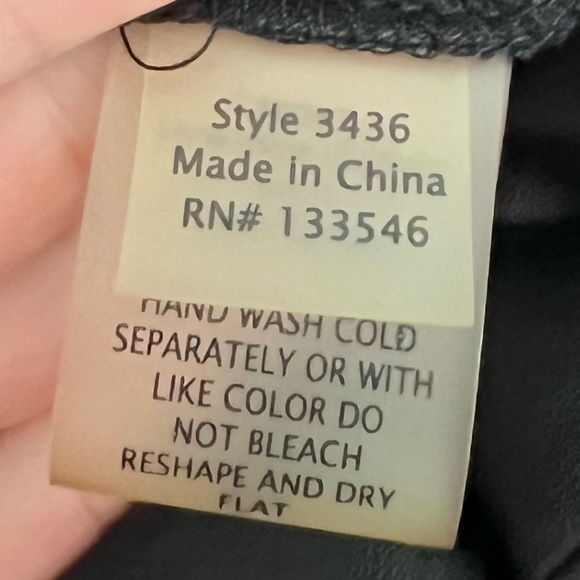 Style 3436
Made in China
RN# 133546
HAND WASH COLD
SEPARATELY OR WITH
LIKE COLOR DO
NOT BLEACH
RESHAPE AND DRY
FLAT